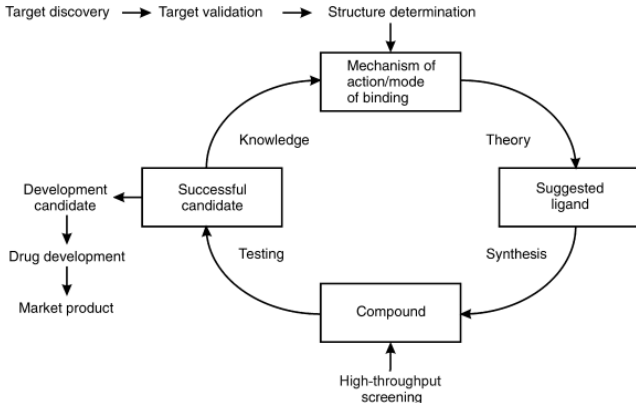 Target discovery
Target validation
Structure determination
Mechanism of
action/mode
of binding
Knowledge
Theory
Development
candidate
Successful
candidate
Suggested
ligand
Drug development
Testing
Synthesis
Market product
Compound
High-throughput
screening